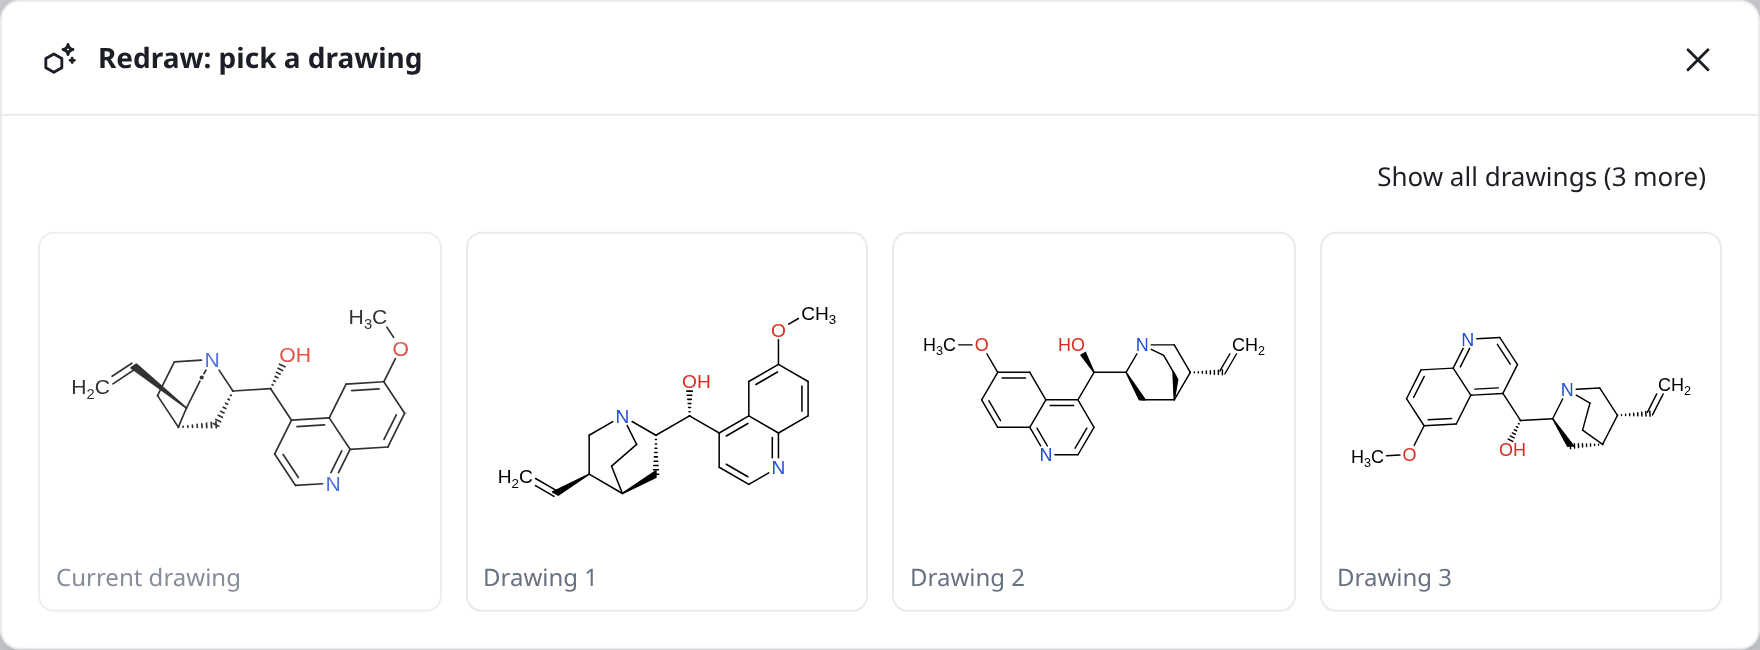 Redraw: pick a drawing
Show all drawings (3 more)
H3C
O
N
OH
H2C
N
Current drawing
CH3
O
OH
N
H2C
N
Drawing 1
H3C
O
HO
N
CH2
N
Drawing 2
N
N
CH2
OH
H3C
O
Drawing 3